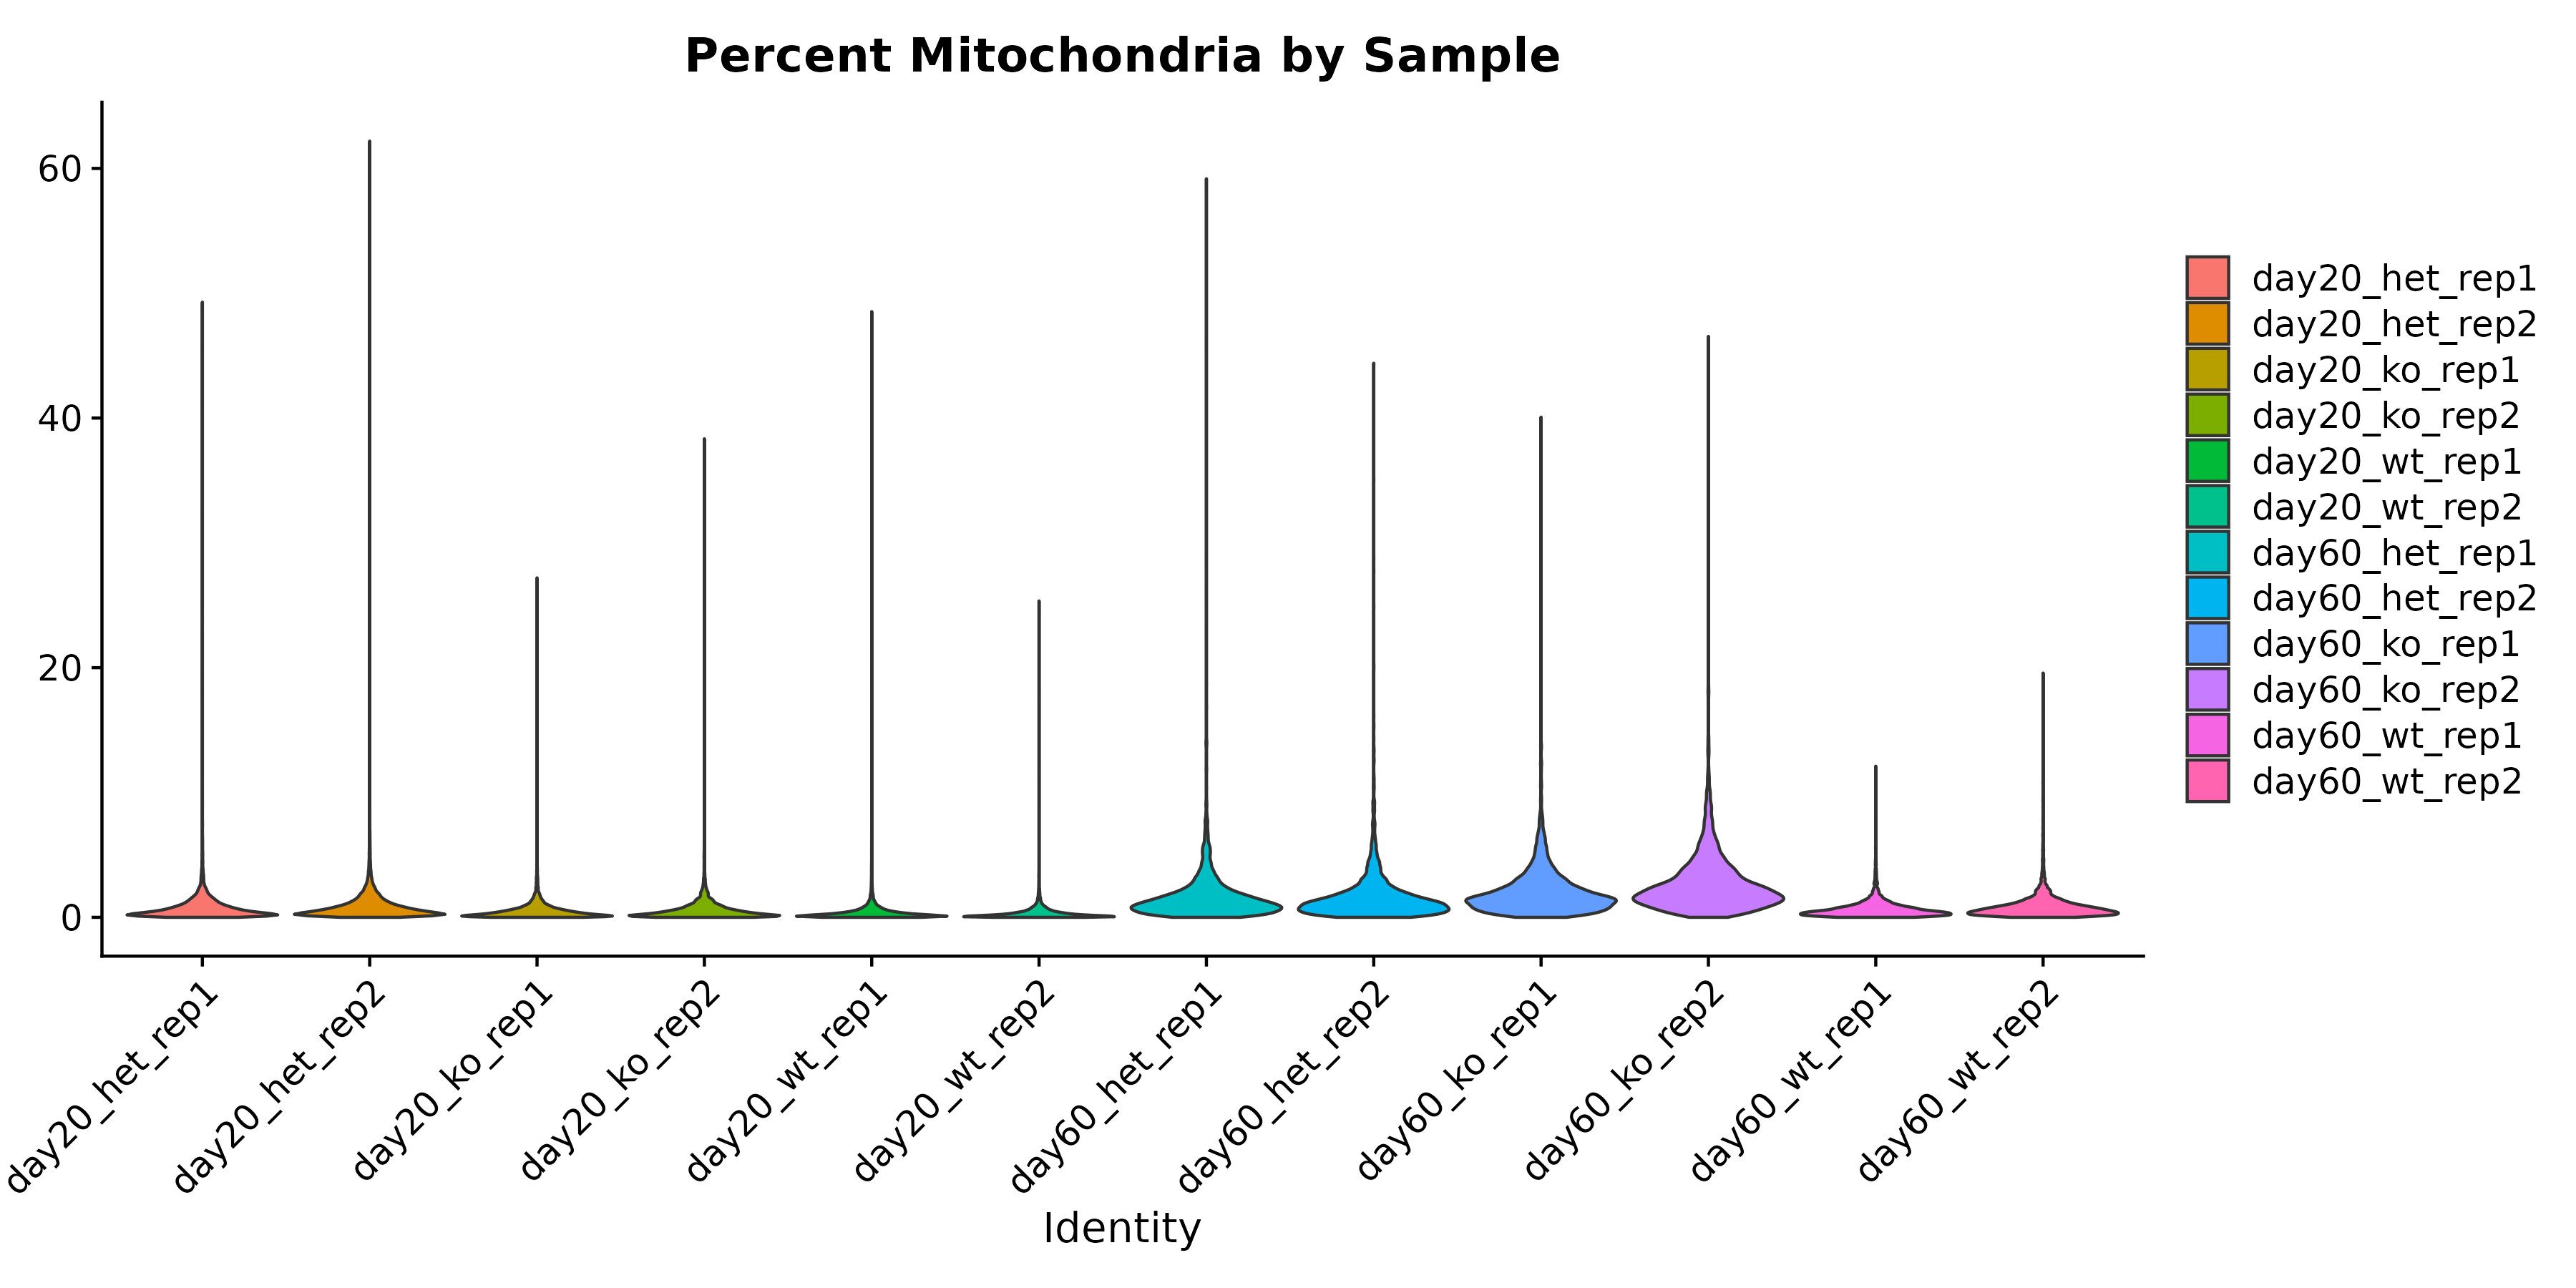 Percent Mitochondria by Sample
60
40
20
0
day20_het_rep1
day20_het_rep2
day20_ko_rep1
day20_ko_rep2
day20_wt_rep1
day20_wt_rep2
day60_het_rep1
day60_het_rep2
day60_ko_rep1
day60_ko_rep2
day60_wt_rep1
day60_wt_rep2
Identity
day20_het_rep1
day20_het_rep2
day20_ko_rep1
day20_ko_rep2
day20_wt_rep1
day20_wt_rep2
day60_het_rep1
day60_het_rep2
day60_ko_rep1
day60_ko_rep2
day60_wt_rep1
day60_wt_rep2